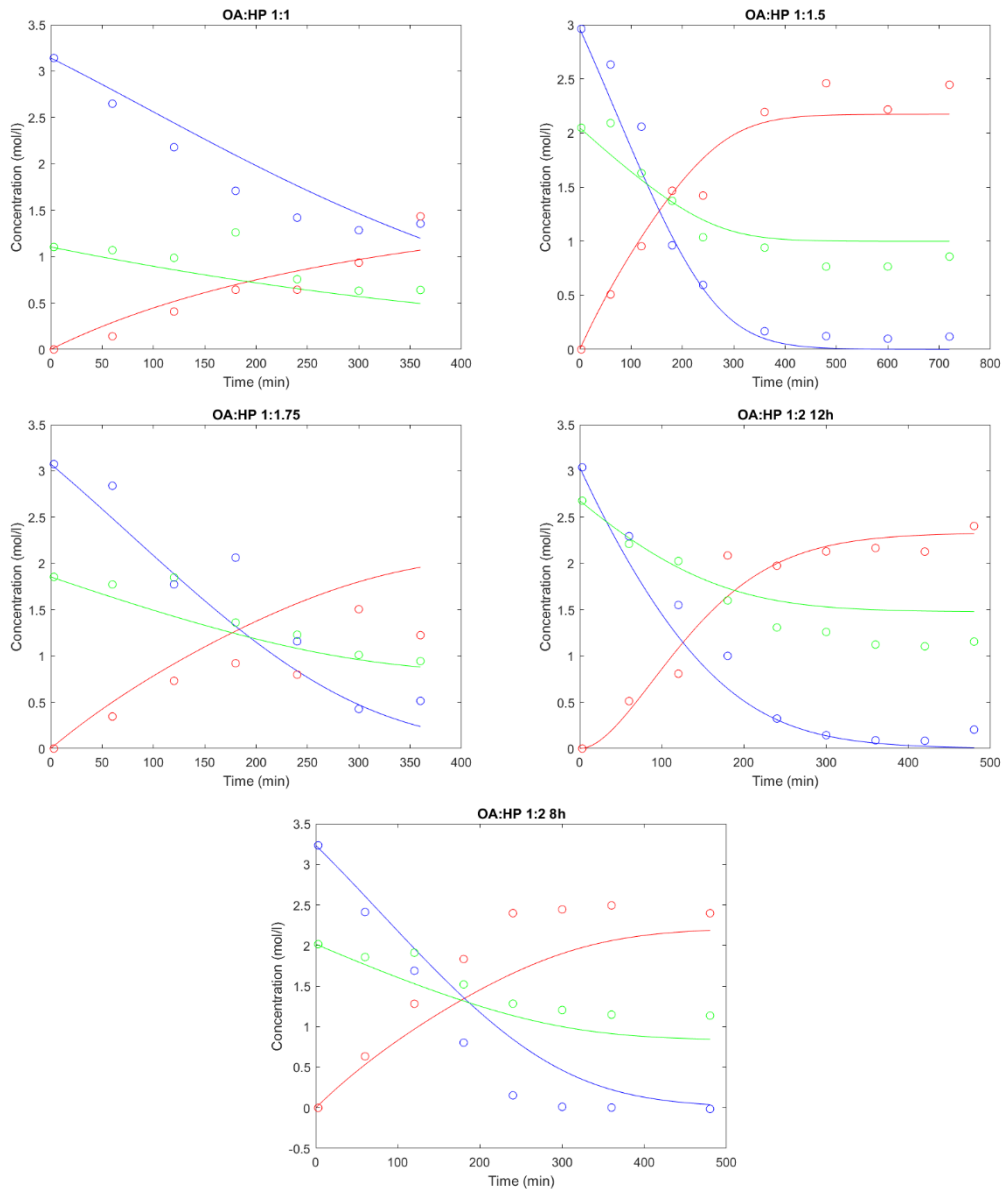 OA:HP 1:1
3.5
3
2.5
2
1.5
1
0.5
0
Concentration (mol/l)
0 50 100 150 200 250 300 350 400
Time (min)
OA:HP 1:1.5
3
2.5
2
1.5
1
0.5
0
Concentration (mol/l)
0 100 200 300 400 500 600 700 800
Time (min)
OA:HP 1:1.75
3.5
3
2.5
2
1.5
1
0.5
0
Concentration (mol/l)
0 50 100 150 200 250 300 350 400
Time (min)
OA:HP 1:2 12h
3.5
3
2.5
2
1.5
1
0.5
0
Concentration (mol/l)
0 100 200 300 400 500
Time (min)
OA:HP 1:2 8h
3.5
3
2.5
2
1.5
1
0.5
0
-0.5
Concentration (mol/l)
0 100 200 300 400 500
Time (min)